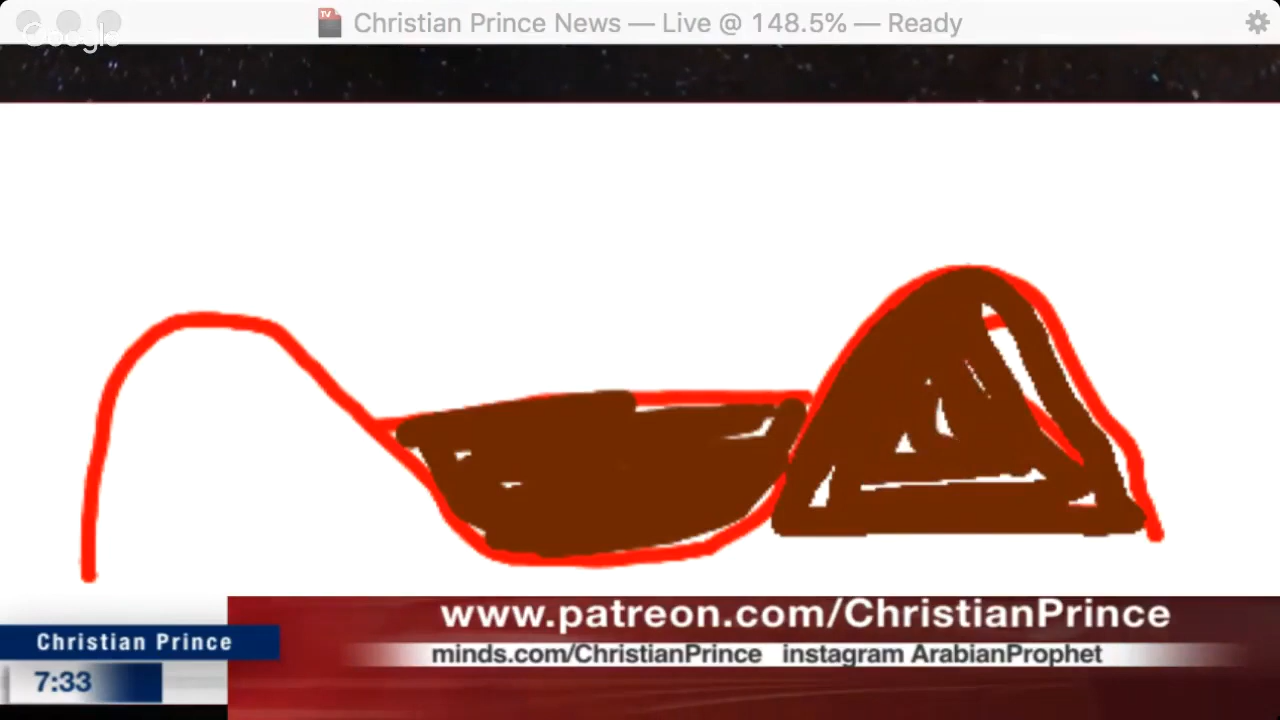 TV
Christian Prince News — Live @ 148.5% — Ready
Google
www.patreon.com/ChristianPrince
Christian Prince
minds.com/ChristianPrince instagram ArabianProphet
7:33